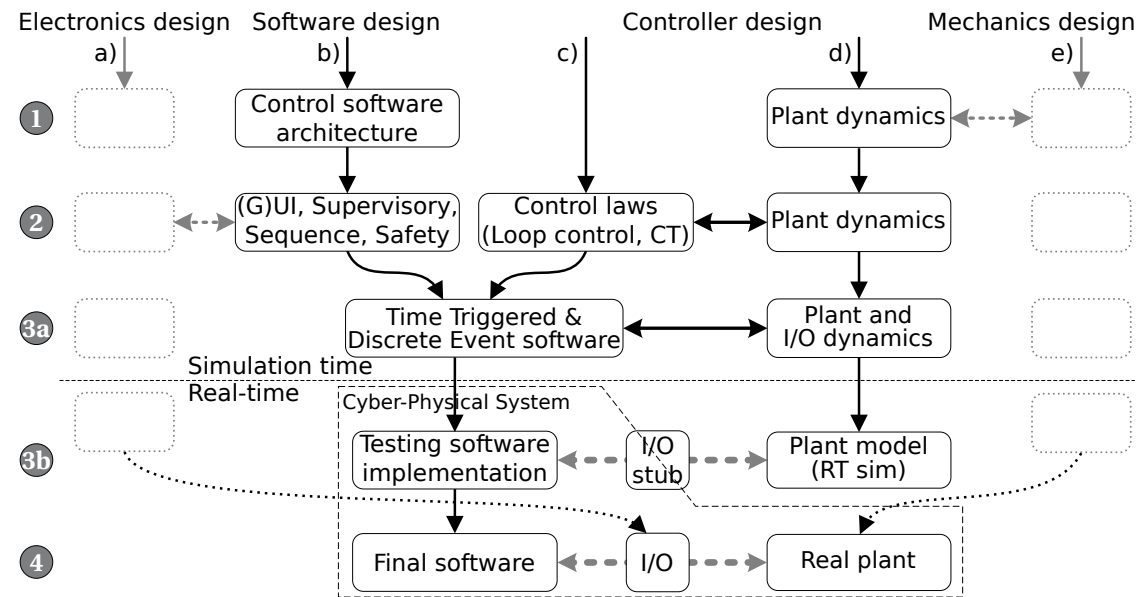 Electronics design
Software design
Controller design
Mechanics design
a)
b)
c)
d)
e)
1
Control software
architecture
Plant dynamics
2
(G)UI, Supervisory,
Sequence, Safety
Control laws
(Loop control, CT)
Plant dynamics
3a
Time Triggered &
Discrete Event software
Plant and
I/O dynamics
Simulation time
Real-time
Cyber-Physical System
3b
Testing software
implementation
I/O
stub
Plant model
(RT sim)
4
Final software
I/O
Real plant